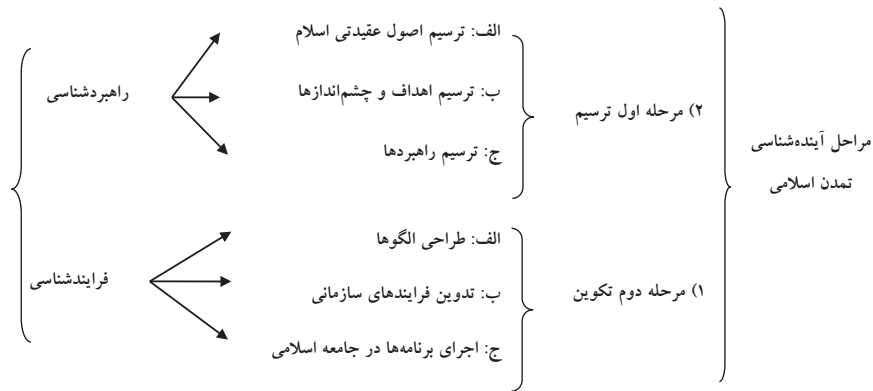 مراحل آینده‌شناسی
تمدن اسلامی
۲) مرحله اول ترسیم
الف: ترسیم اصول عقیدتی اسلام
ب: ترسیم اهداف و چشم‌اندازها
ج: ترسیم راهبردها
راهبردشناسی
۱) مرحله دوم تکوین
الف: طراحی الگوها
ب: تدوین فرایندهای سازمانی
ج: اجرای برنامه‌ها در جامعه اسلامی
فرایندشناسی